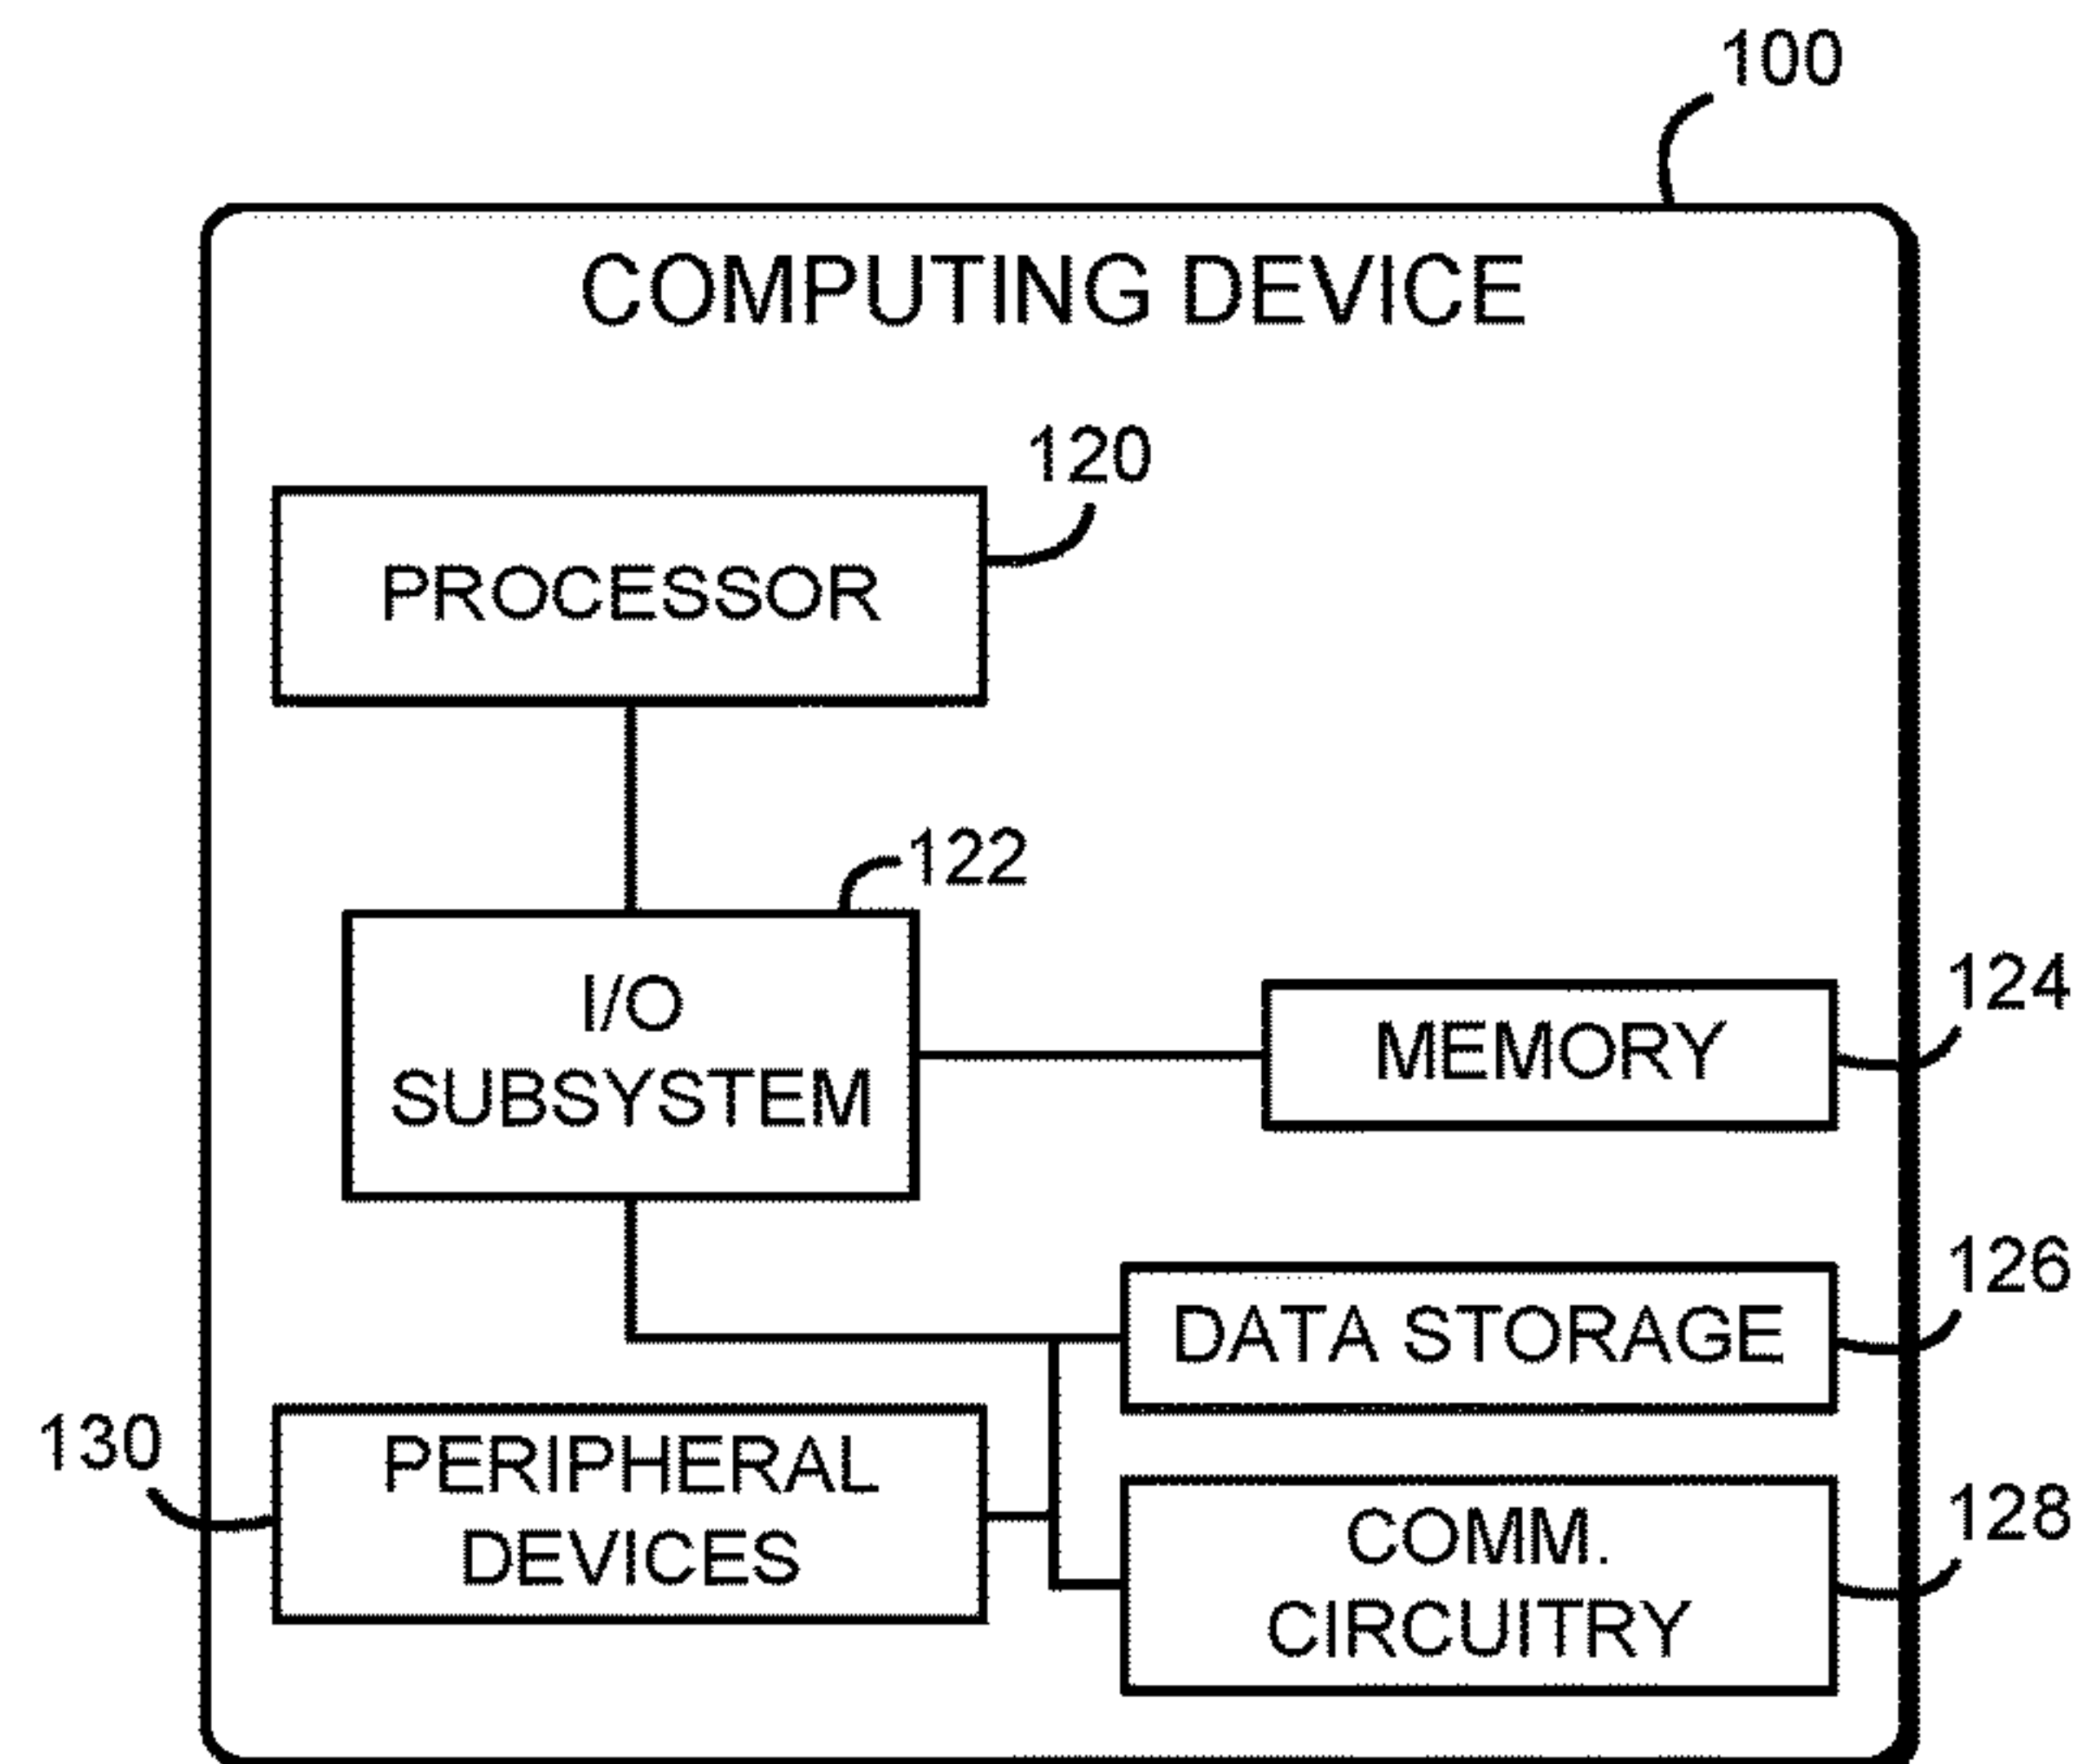 100
COMPUTING DEVICE
120
PROCESSOR
122
I/O
SUBSYSTEM
124
MEMORY
126
DATA STORAGE
130
PERIPHERAL
DEVICES
128
COMM.
CIRCUITRY